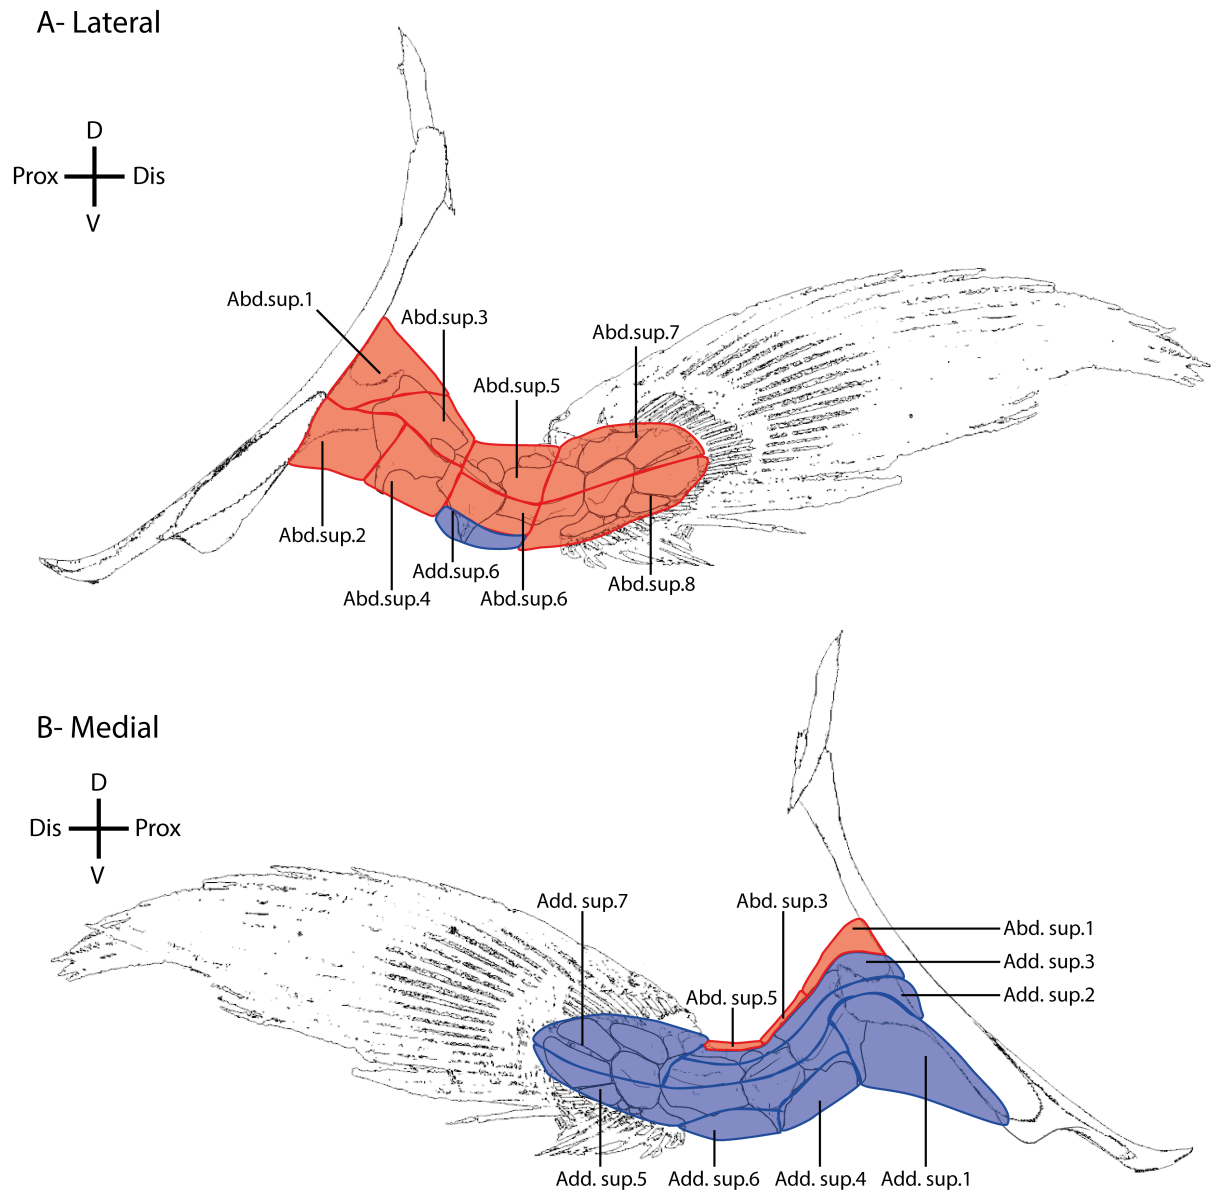 A- Lateral
D
Prox Dis
V
Abd.sup.1
Abd.sup.3
Abd.sup.7
Abd.sup.5
Abd.sup.2
Add.sup.6
Abd.sup.8
Abd.sup.4
Abd.sup.6
B- Medial
D
Dis Prox
V
Add. sup.7
Abd. sup.3
Abd. sup.1
Add. sup.3
Abd. sup.5
Add. sup.2
Add. sup.5
Add. sup.6
Add. sup.4
Add. sup.1